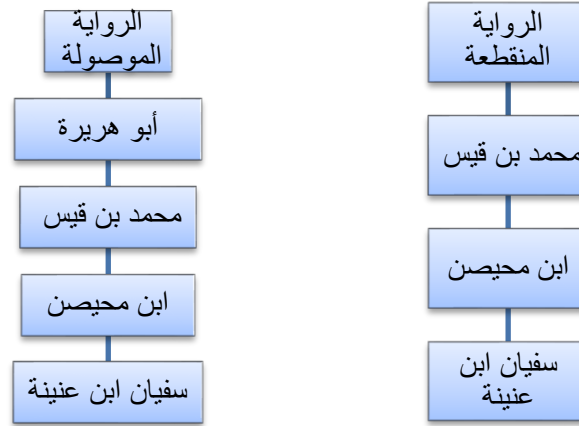 الرواية
المنقطعة
محمد بن قيس
ابن محيصن
سفيان ابن
عنينة
الرواية
الموصولة
أبو هريرة
محمد بن قيس
ابن محيصن
سفيان ابن عنينة